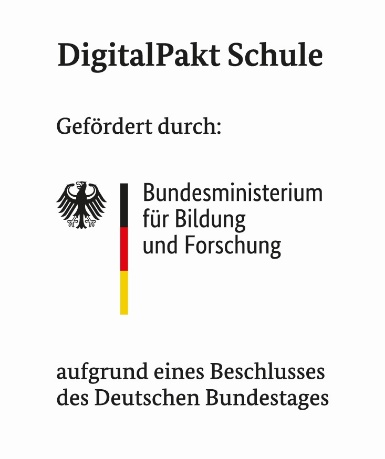 DigitalPakt Schule
Gefördert durch:
Bundesministerium
für Bildung
und Forschung
aufgrund eines Beschlusses
des Deutschen Bundestages